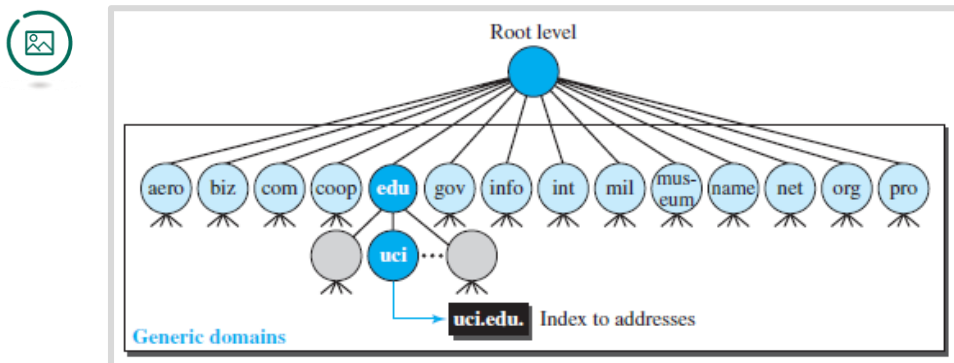 Root level
aero biz com coop edu gov info int mil mus-
eum name net org pro
uci ...
uci.edu. Index to addresses
Generic domains